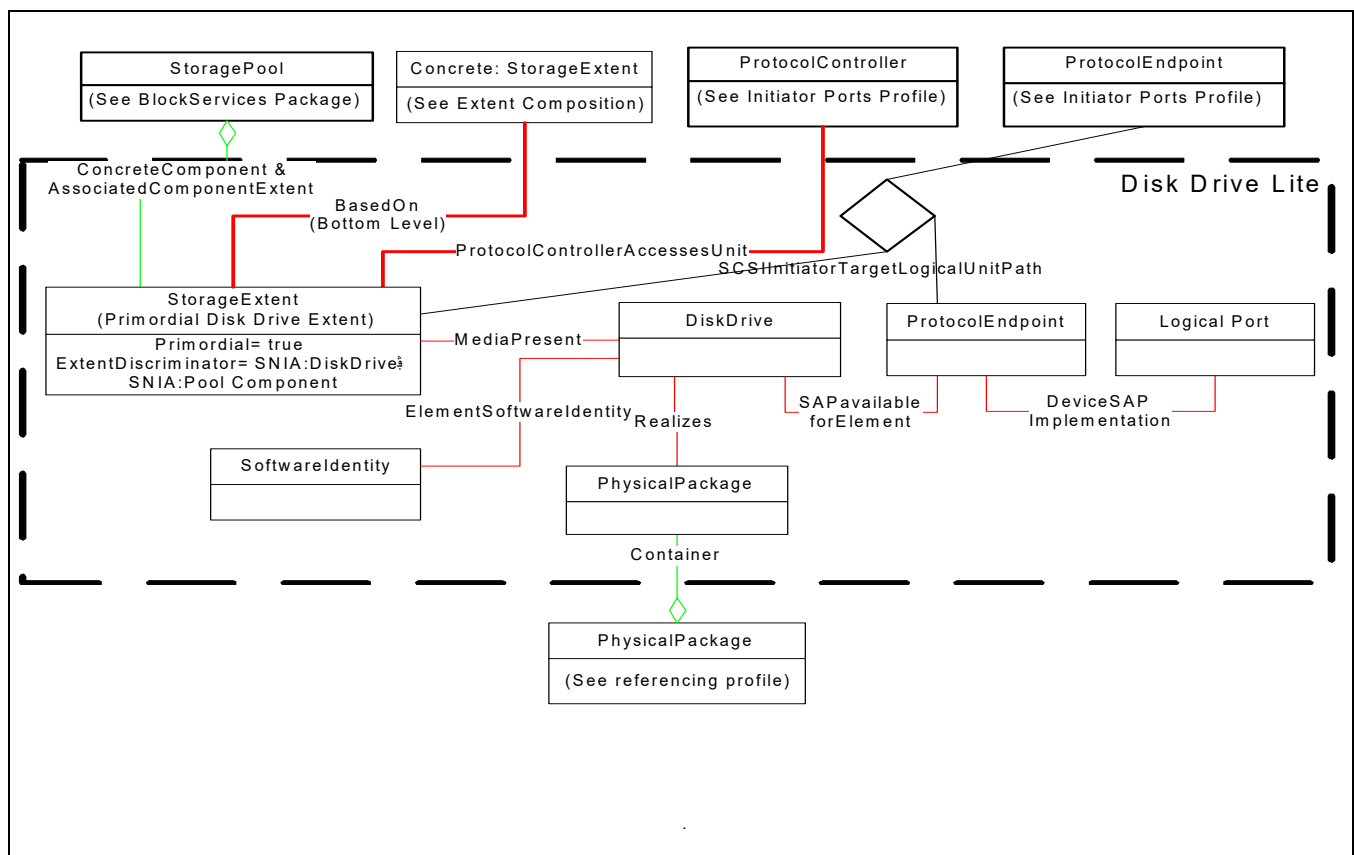 StoragePool
(See BlockServices Package)
Concrete: StorageExtent
(See Extent Composition)
ProtocolController
(See Initiator Ports Profile)
ProtocolEndpoint
(See Initiator Ports Profile)
ConcreteComponent &
AssociatedComponentExtent
Disk Drive Lite
BasedOn
(Bottom Level)
ProtocolControllerAccessesUnit
SCSIInitiatorTargetLogicalUnitPath
StorageExtent
(Primordial Disk Drive Extent)
Primordial= true
ExtentDiscriminator= SNIA:DiskDrive
SNIA:Pool Component
MediaPresent
DiskDrive
ProtocolEndpoint
Logical Port
ElementSoftwareIdentity
Realizes
SAPavailable
forElement
DeviceSAP
Implementation
SoftwareIdentity
PhysicalPackage
Container
PhysicalPackage
(See referencing profile)
.